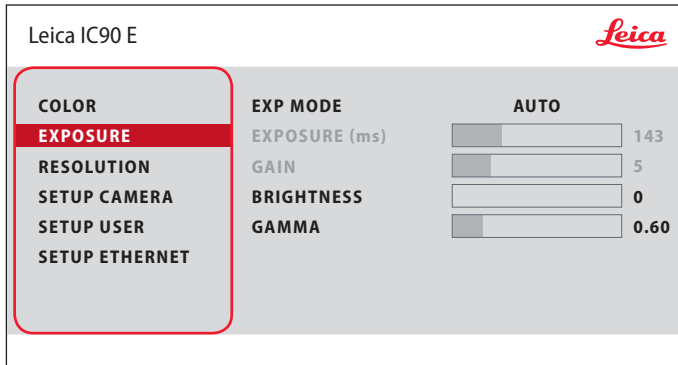 Leica IC90 E
Leica
COLOR
EXPOSURE
RESOLUTION
SETUP CAMERA
SETUP USER
SETUP ETHERNET
EXP MODE AUTO
EXPOSURE (ms) 143
GAIN 5
BRIGHTNESS 0
GAMMA 0.60